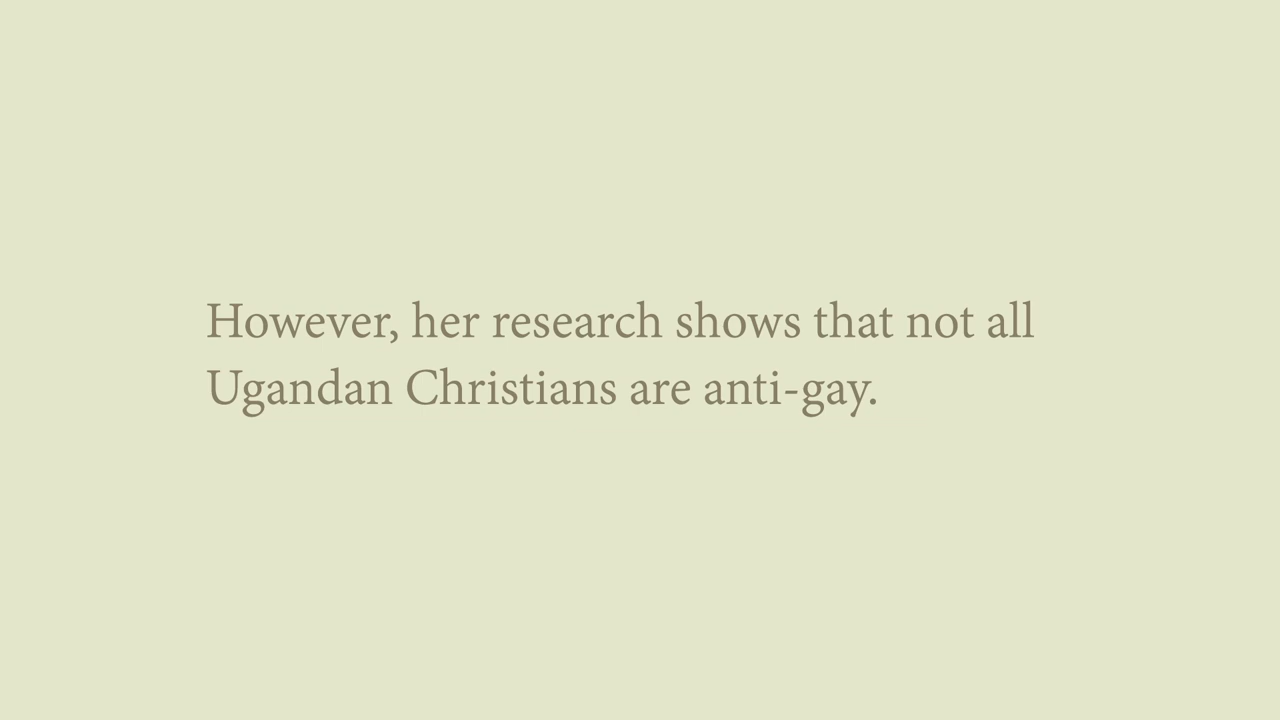 However, her research shows that not all
Ugandan Christians are anti-gay.